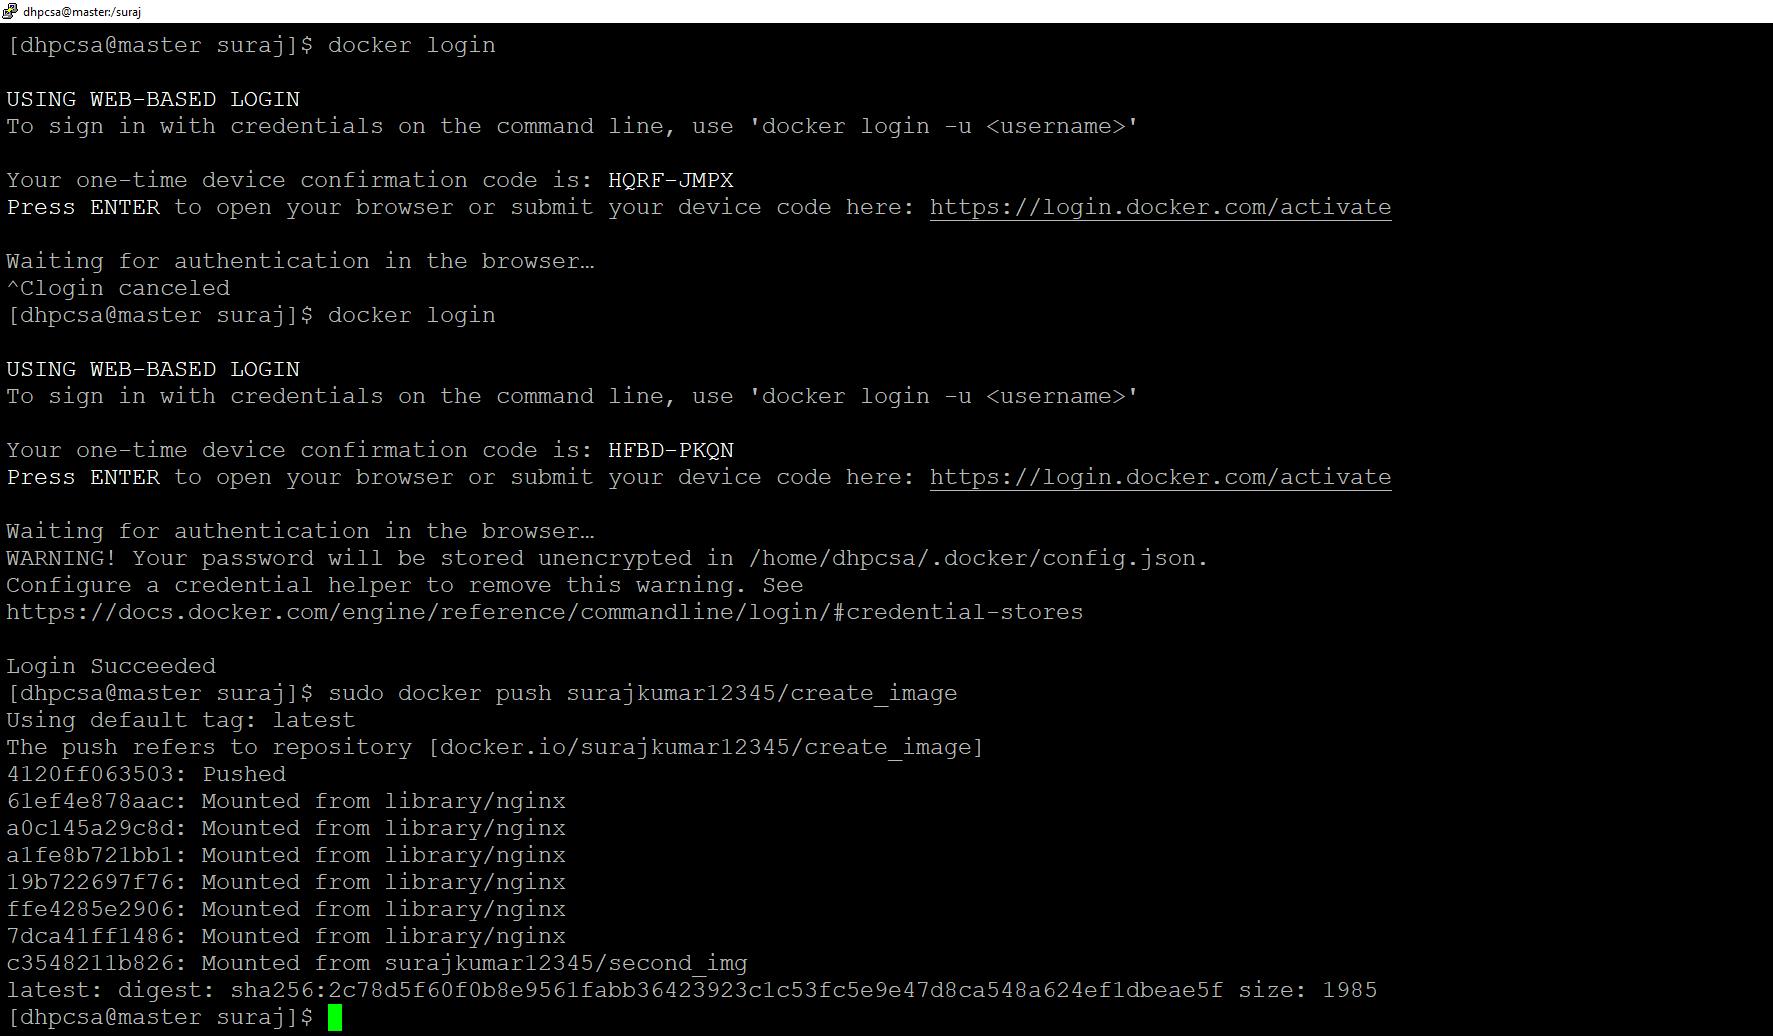 dhpcsa@master:/suraj
[dhpcsa@master suraj]$ docker login
USING WEB-BASED LOGIN
To sign in with credentials on the command line, use 'docker login -u <username>'
Your one-time device confirmation code is: HQRF-JMPX
Press ENTER to open your browser or submit your device code here: https://login.docker.com/activate
Waiting for authentication in the browser…
^Clogin canceled
[dhpcsa@master suraj]$ docker login
USING WEB-BASED LOGIN
To sign in with credentials on the command line, use 'docker login -u <username>'
Your one-time device confirmation code is: HFBD-PKQN
Press ENTER to open your browser or submit your device code here: https://login.docker.com/activate
Waiting for authentication in the browser…
WARNING! Your password will be stored unencrypted in /home/dhpcsa/.docker/config.json.
Configure a credential helper to remove this warning. See
https://docs.docker.com/engine/reference/commandline/login/#credential-stores
Login Succeeded
[dhpcsa@master suraj]$ sudo docker push surajkumar12345/create_image
Using default tag: latest
The push refers to repository [docker.io/surajkumar12345/create_image]
4120ff063503: Pushed
61ef4e878aac: Mounted from library/nginx
a0c145a29c8d: Mounted from library/nginx
a1fe8b721bb1: Mounted from library/nginx
19b722697f76: Mounted from library/nginx
ffe4285e2906: Mounted from library/nginx
7dca41ff1486: Mounted from library/nginx
c3548211b826: Mounted from surajkumar12345/second_img
latest: digest: sha256:2c78d5f60f0b8e9561fabb36423923c1c53fc5e9e47d8ca548a624ef1dbeae5f size: 1985
[dhpcsa@master suraj]$